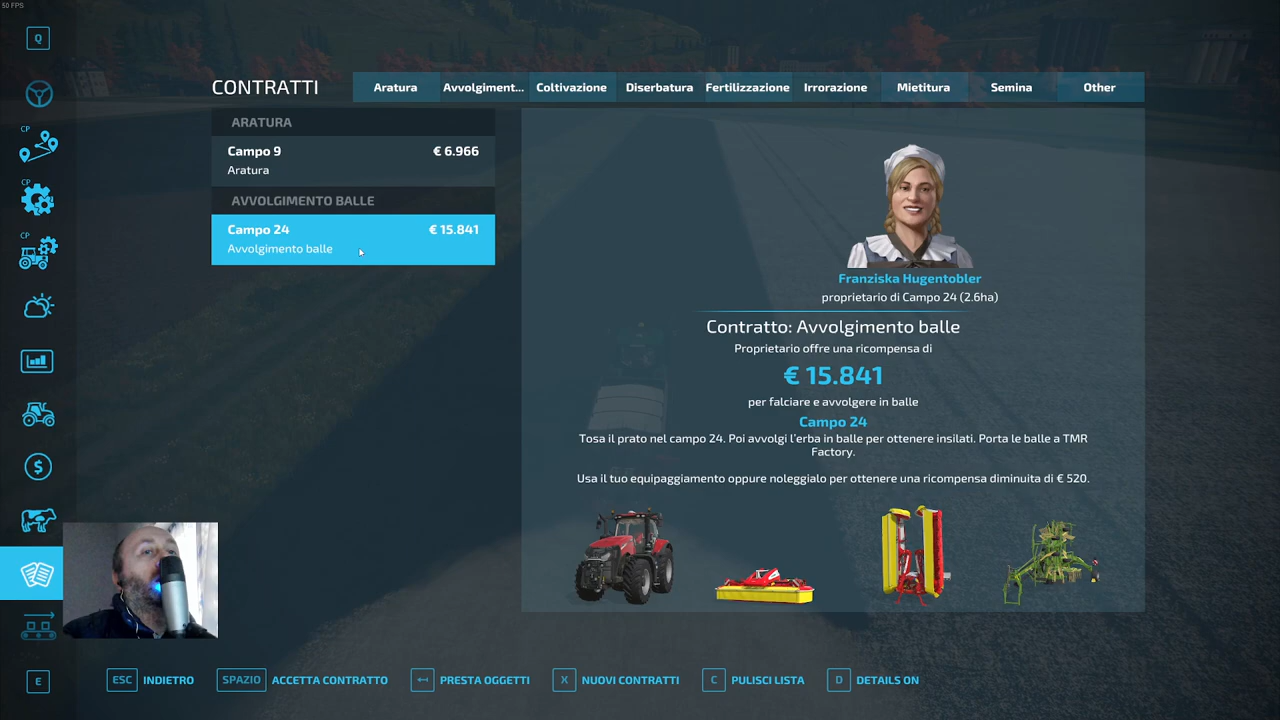 50 FPS
Q
CONTRATTI
Aratura
Avvolgiment...
Coltivazione
Diserbatura
Fertilizzazione
Irrorazione
Mietitura
Semina
Other
ARATURA
Campo 9 € 6.966
Aratura
AVVOLGIMENTO BALLE
Campo 24 € 15.841
Avvolgimento balle
CP
CP
CP
Franziska Hugentobler
proprietario di Campo 24 (2.6ha)
Contratto: Avvolgimento balle
Proprietario offre una ricompensa di
€ 15.841
per falciare e avvolgere in balle
Campo 24
Tosa il prato nel campo 24. Poi avvolgi l'erba in balle per ottenere insilati. Porta le balle a TMR
Factory.
Usa il tuo equipaggiamento oppure noleggialo per ottenere una ricompensa diminuita di € 520.
E
ESC INDIETRO
SPAZIO ACCETTA CONTRATTO
PRESTA OGGETTI
X NUOVI CONTRATTI
C PULISCI LISTA
D DETAILS ON